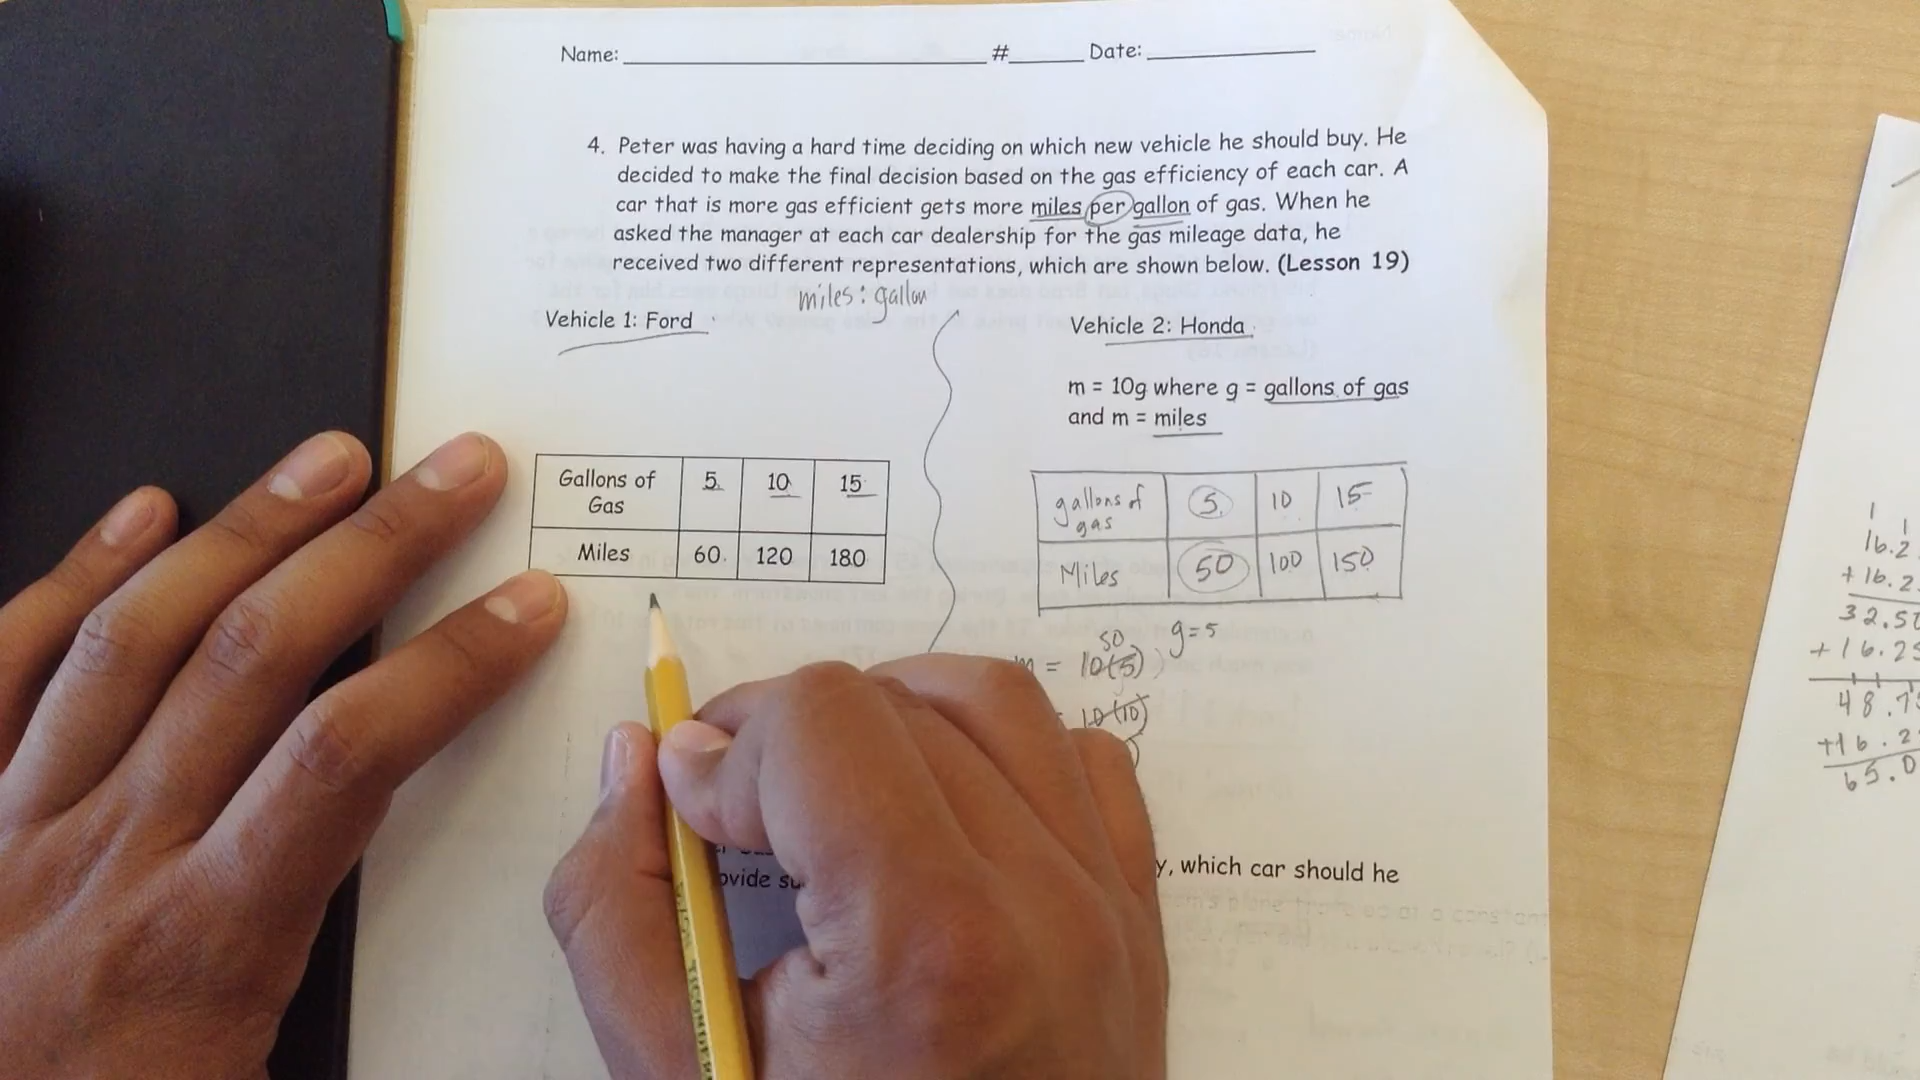 Name: # Date:
4. Peter was having a hard time deciding on which new vehicle he should buy. He
decided to make the final decision based on the gas efficiency of each car. A
car that is more gas efficient gets more miles per gallon of gas. When he
asked the manager at each car dealership for the gas mileage data, he
received two different representations, which are shown below. (Lesson 19)
miles : gallon
Vehicle 1: Ford
Gallons of 5 10 15
Gas
Miles 60 120 180
Vehicle 2: Honda
m = 10g where g = gallons of gas
and m = miles
gallons of 5 10 15
gas
Miles 50 100 150
g=5
50
m = 10(5)
10(10)
y, which car should he
ovide su
1 1
16.2
+ 16.2
32.50
+ 16.25
48.7
+16.2
65.0